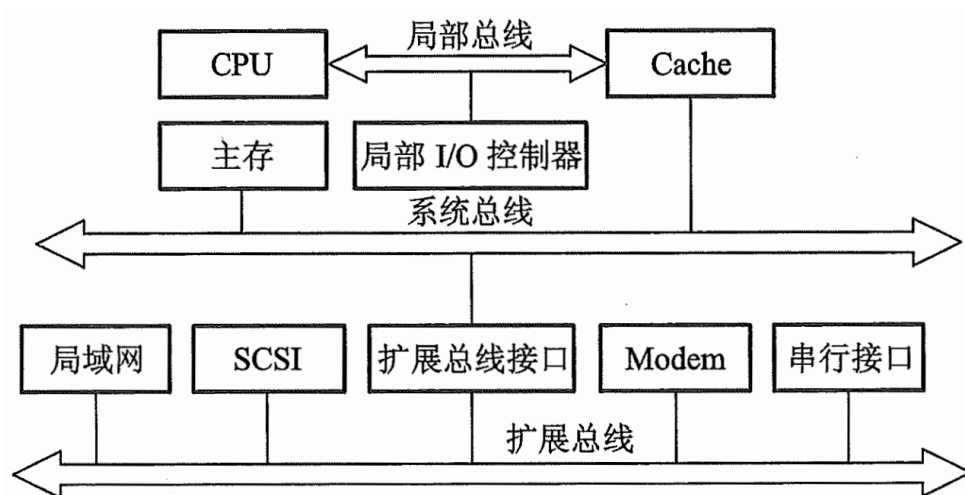 局部总线
CPU
Cache
主存
局部 I/O 控制器
系统总线
局域网
SCSI
扩展总线接口
Modem
串行接口
扩展总线